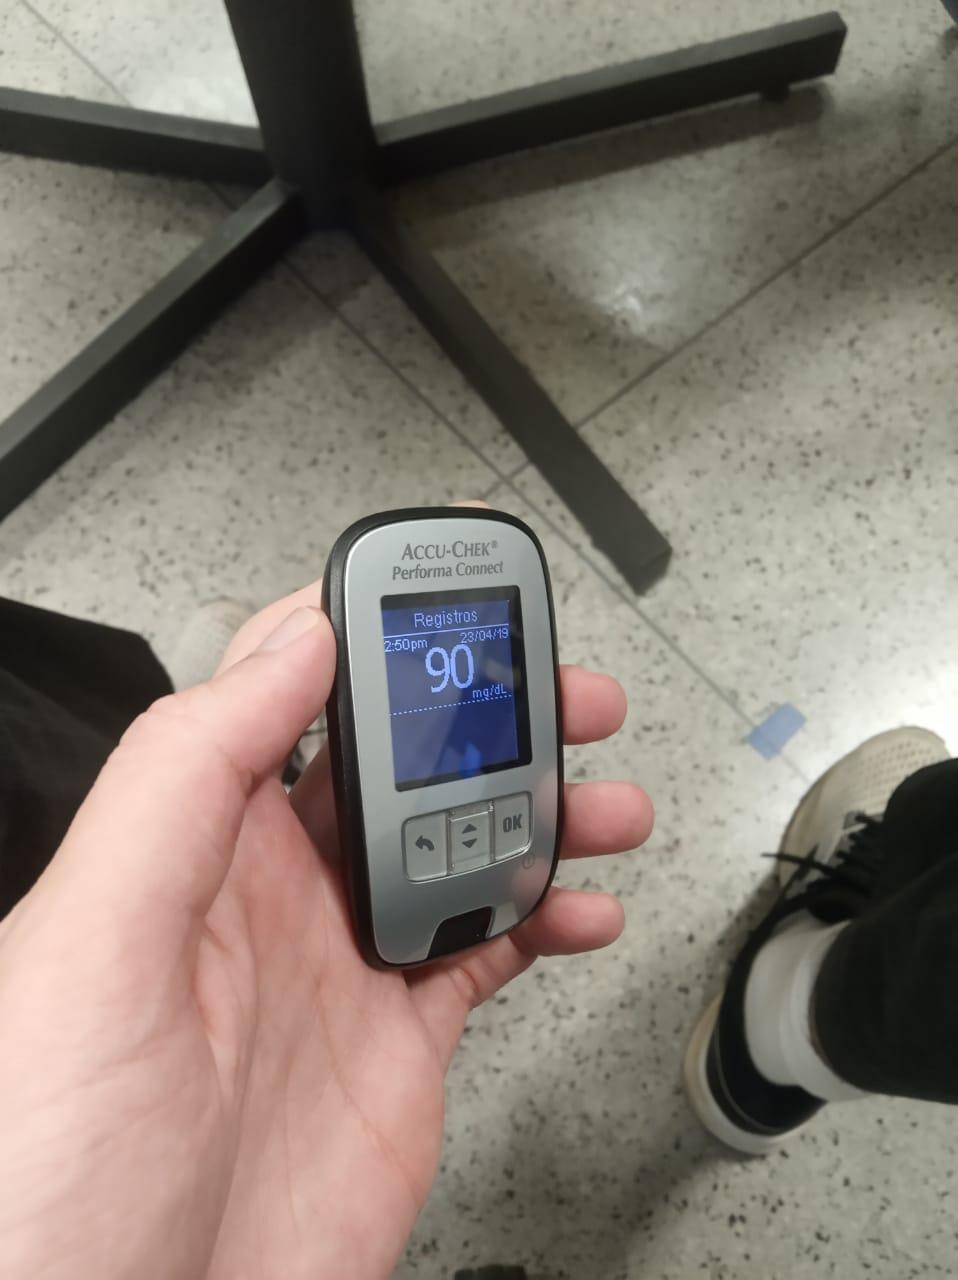 ACCU-CHEK®
Performa Connect
Registros
2:50pm 23/04/19
90
mg/dL
OK